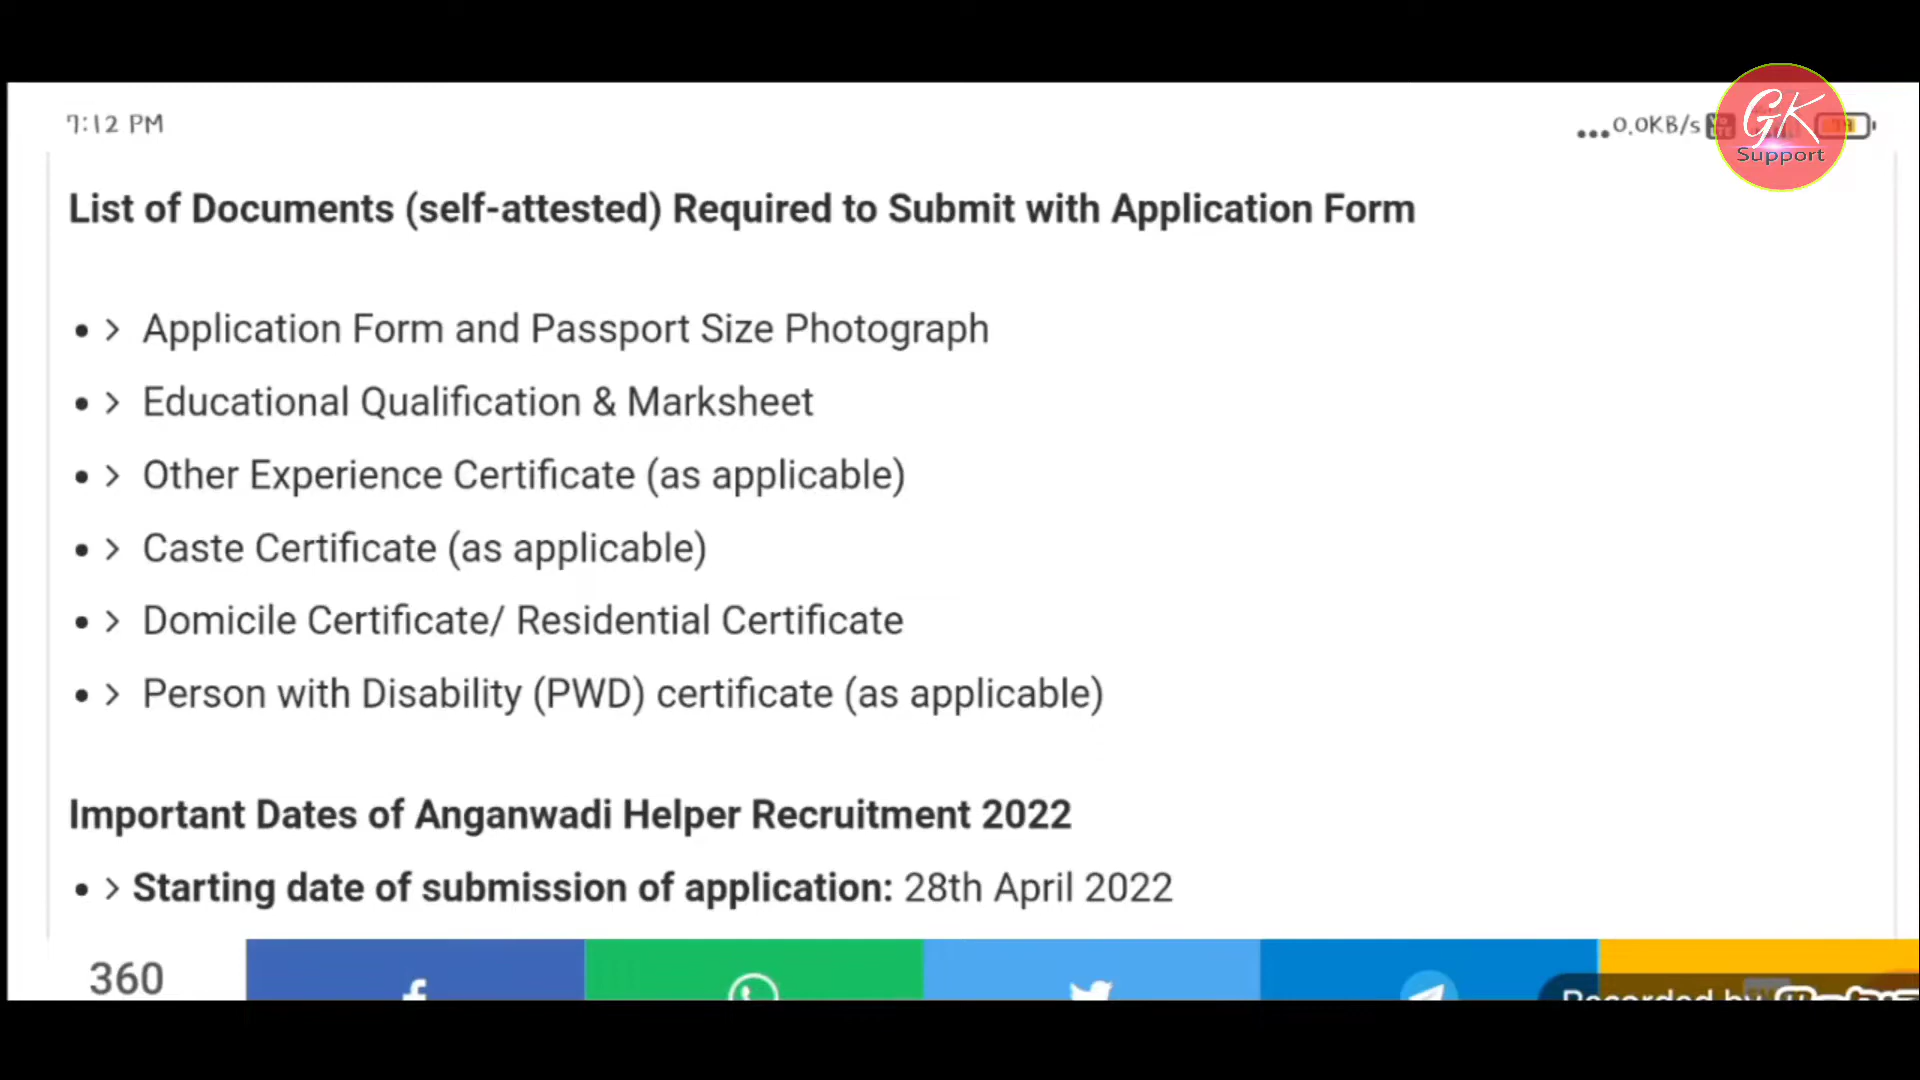 7:12 PM
...0.0KB/s
GK
Support
List of Documents (self-attested) Required to Submit with Application Form
• > Application Form and Passport Size Photograph
• > Educational Qualification & Marksheet
• > Other Experience Certificate (as applicable)
• > Caste Certificate (as applicable)
• > Domicile Certificate/ Residential Certificate
• > Person with Disability (PWD) certificate (as applicable)
Important Dates of Anganwadi Helper Recruitment 2022
• > Starting date of submission of application: 28th April 2022
360
Recorded by